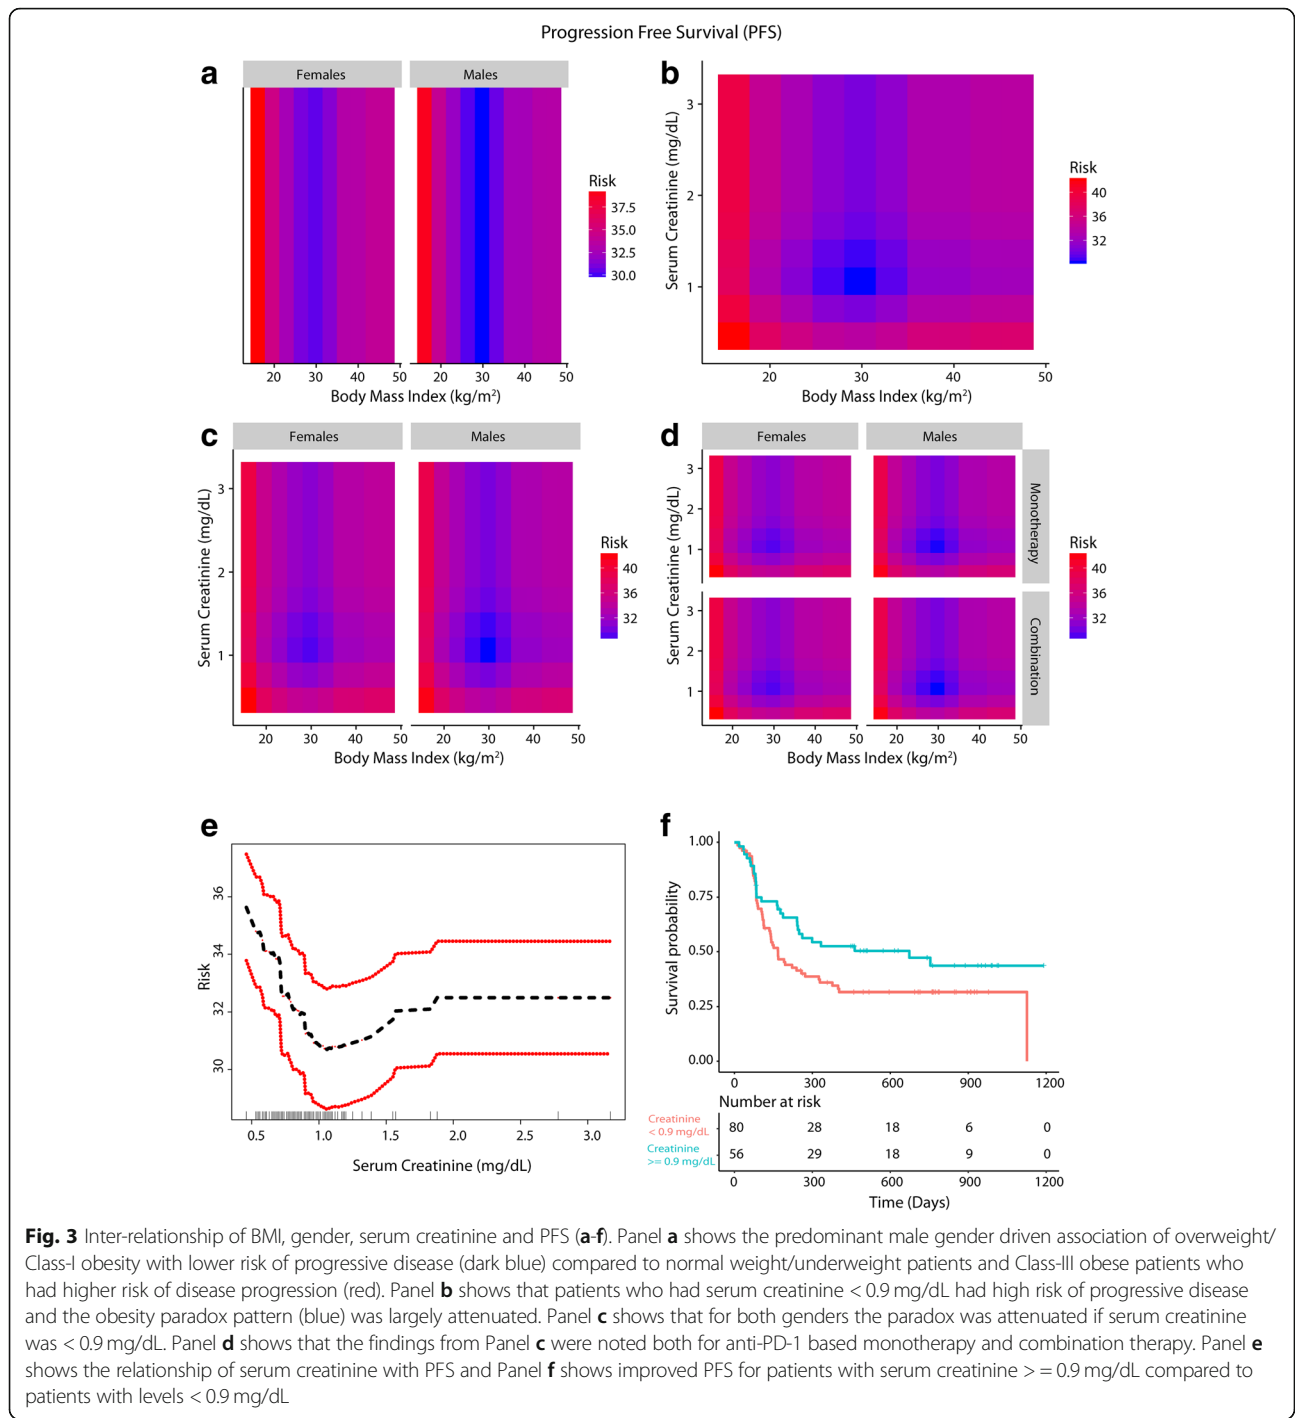 Progression Free Survival (PFS)
a
Females
Males
Risk
37.5
35.0
32.5
30.0
20
30
40
50
20
30
40
50
Body Mass Index (kg/m²)
b
Serum Creatinine (mg/dL)
3
2
1
20
30
40
50
Body Mass Index (kg/m²)
Risk
40
36
32
c
Females
Males
Serum Creatinine (mg/dL)
3
2
1
20
30
40
50
20
30
40
50
Body Mass Index (kg/m²)
Risk
40
36
32
d
Females
Males
Monotherapy
Combination
Serum Creatinine (mg/dL)
3
2
1
3
2
1
20
30
40
50
20
30
40
50
Body Mass Index (kg/m²)
Risk
40
36
32
e
Risk
36
34
32
30
0.5
1.0
1.5
2.0
2.5
3.0
Serum Creatinine (mg/dL)
f
Survival probability
1.00
0.75
0.50
0.25
0.00
0
300
600
900
1200
Number at risk
Creatinine
< 0.9 mg/dL
80 28 18 6 0
Creatinine
>= 0.9 mg/dL
56 29 18 9 0
0
300
600
900
1200
Time (Days)
Fig. 3 Inter-relationship of BMI, gender, serum creatinine and PFS (a-f). Panel a shows the predominant male gender driven association of overweight/
Class-I obesity with lower risk of progressive disease (dark blue) compared to normal weight/underweight patients and Class-III obese patients who
had higher risk of disease progression (red). Panel b shows that patients who had serum creatinine < 0.9 mg/dL had high risk of progressive disease
and the obesity paradox pattern (blue) was largely attenuated. Panel c shows that for both genders the paradox was attenuated if serum creatinine
was < 0.9 mg/dL. Panel d shows that the findings from Panel c were noted both for anti-PD-1 based monotherapy and combination therapy. Panel e
shows the relationship of serum creatinine with PFS and Panel f shows improved PFS for patients with serum creatinine > = 0.9 mg/dL compared to
patients with levels < 0.9 mg/dL